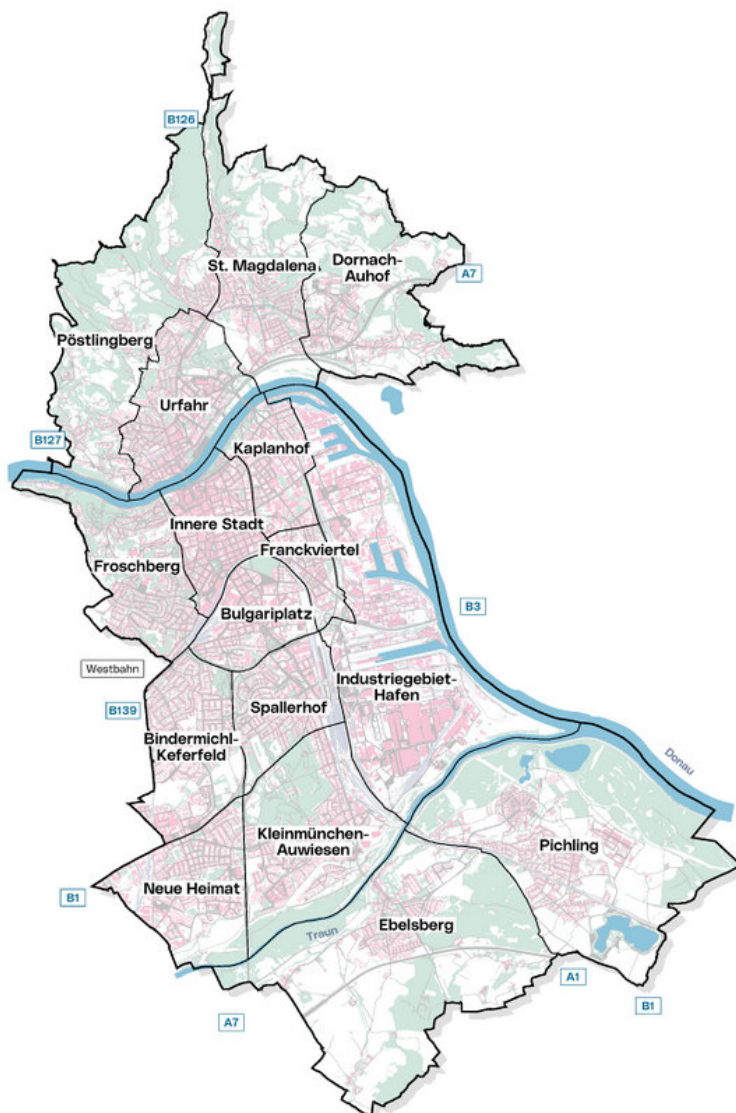 B126
St. Magdalena
Dornach-
Auhof
A7
Pöstlingberg
Urfahr
B127
Kaplanhof
Innere Stadt
Franckviertel
Froschberg
B3
Bulgariplatz
Westbahn
Industriegebiet-
Hafen
B139
Spallerhof
Bindermichl-
Keferfeld
Donau
Kleinmünchen-
Auwiesen
Pichling
Neue Heimat
B1
Ebelsberg
Traun
A1
B1
A7